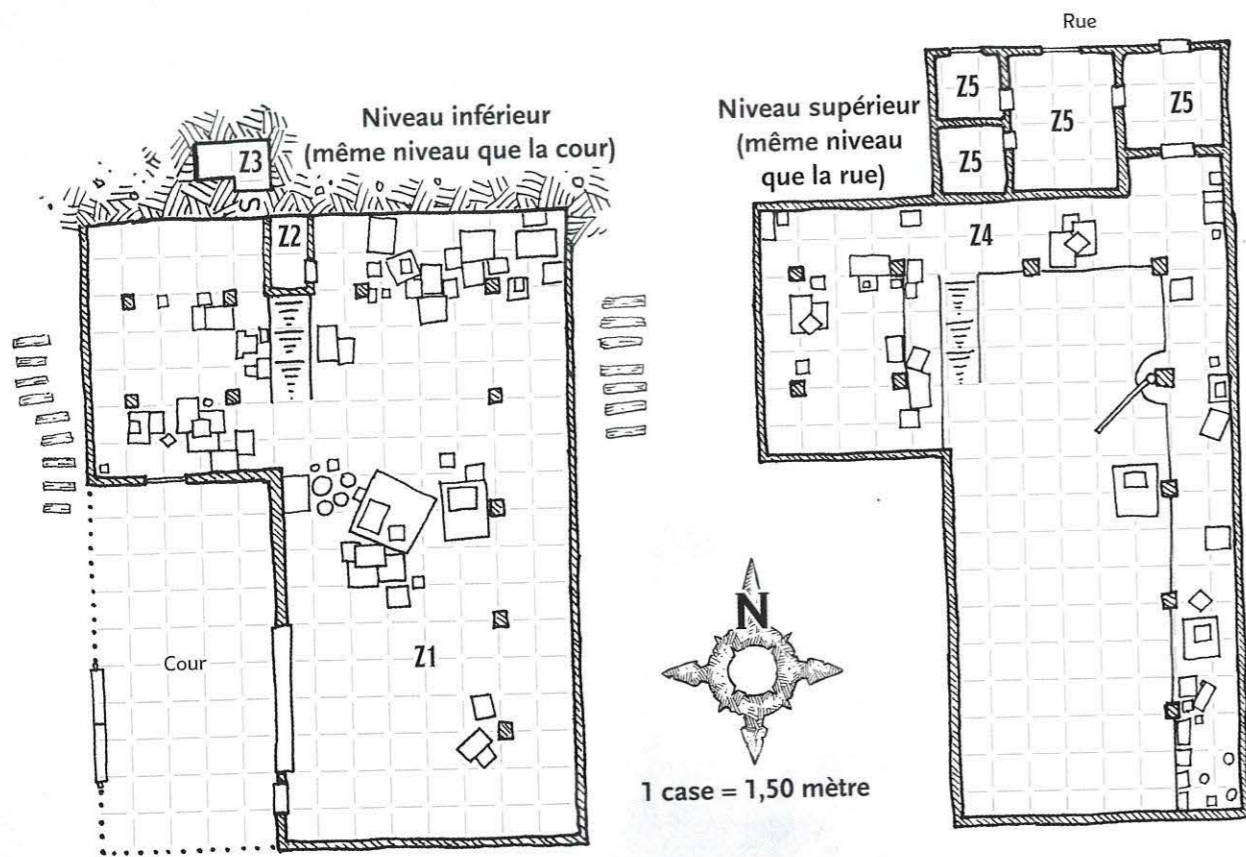 Rue
Niveau inférieur
(même niveau que la cour)
Niveau supérieur
(même niveau
que la rue)
Z5
Z5
Z5
Z5
Z3
S
Z2
Z4
N
Cour
Z1
1 case = 1,50 mètre